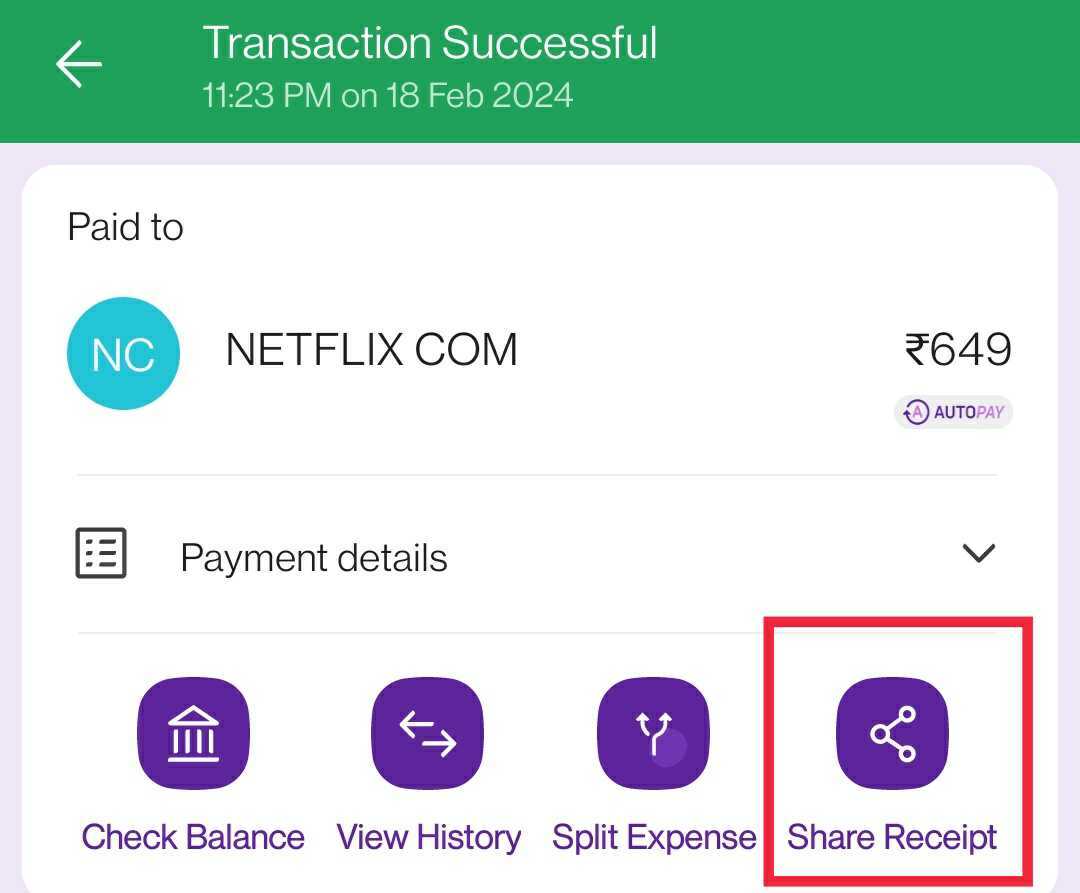 Transaction Successful
11:23 PM on 18 Feb 2024
Paid to
NC
NETFLIX COM
₹649
A AUTOPAY
Payment details
Check Balance
View History
Split Expense
Share Receipt